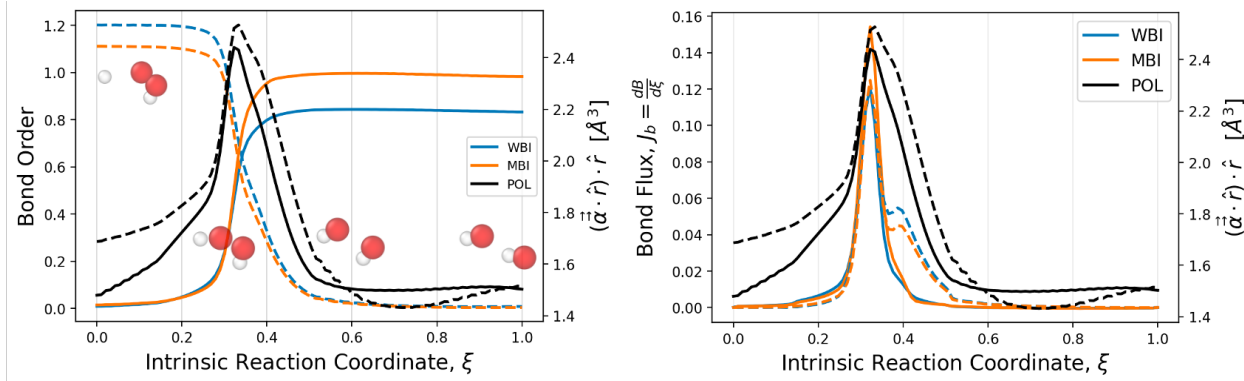 Bond Order
1.2
1.0
0.8
0.6
0.4
0.2
0.0
0.0 0.2 0.4 0.6 0.8 1.0
Intrinsic Reaction Coordinate, ξ
WBI
MBI
POL
2.4
2.2
2.0
1.8
1.6
1.4
(α⃗⃗ · r̂) · r̂ [Å³]
Bond Flux, J_b = dB/dξ
0.16
0.14
0.12
0.10
0.08
0.06
0.04
0.02
0.00
0.0 0.2 0.4 0.6 0.8 1.0
Intrinsic Reaction Coordinate, ξ
WBI
MBI
POL
2.4
2.2
2.0
1.8
1.6
1.4
(α⃗⃗ · r̂) · r̂ [Å³]